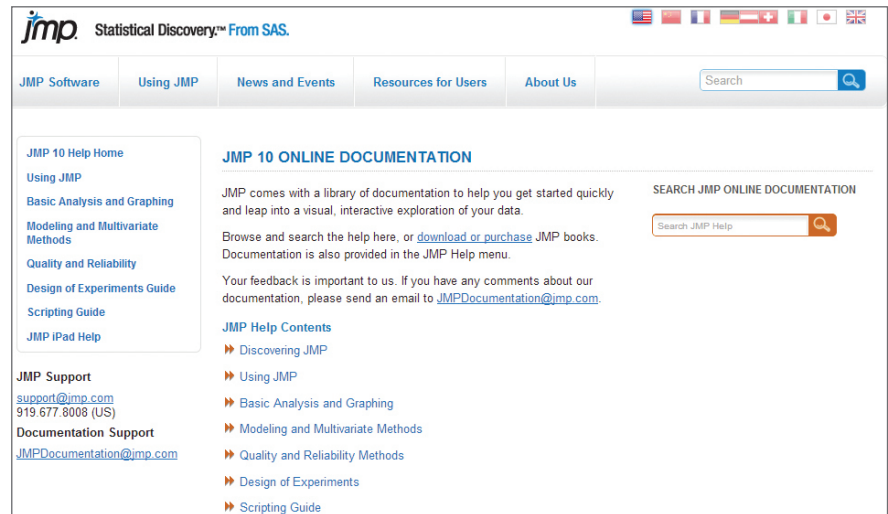 jmp Statistical Discovery.™ From SAS.
JMP Software Using JMP News and Events Resources for Users About Us Search
JMP 10 Help Home
Using JMP
Basic Analysis and Graphing
Modeling and Multivariate
Methods
Quality and Reliability
Design of Experiments Guide
Scripting Guide
JMP iPad Help
JMP Support
support@jmp.com
919.677.8008 (US)
Documentation Support
JMPDocumentation@jmp.com
JMP 10 ONLINE DOCUMENTATION
JMP comes with a library of documentation to help you get started quickly
and leap into a visual, interactive exploration of your data.
Browse and search the help here, or download or purchase JMP books.
Documentation is also provided in the JMP Help menu.
Your feedback is important to us. If you have any comments about our
documentation, please send an email to JMPDocumentation@jmp.com.
JMP Help Contents
Discovering JMP
Using JMP
Basic Analysis and Graphing
Modeling and Multivariate Methods
Quality and Reliability Methods
Design of Experiments
Scripting Guide
SEARCH JMP ONLINE DOCUMENTATION
Search JMP Help